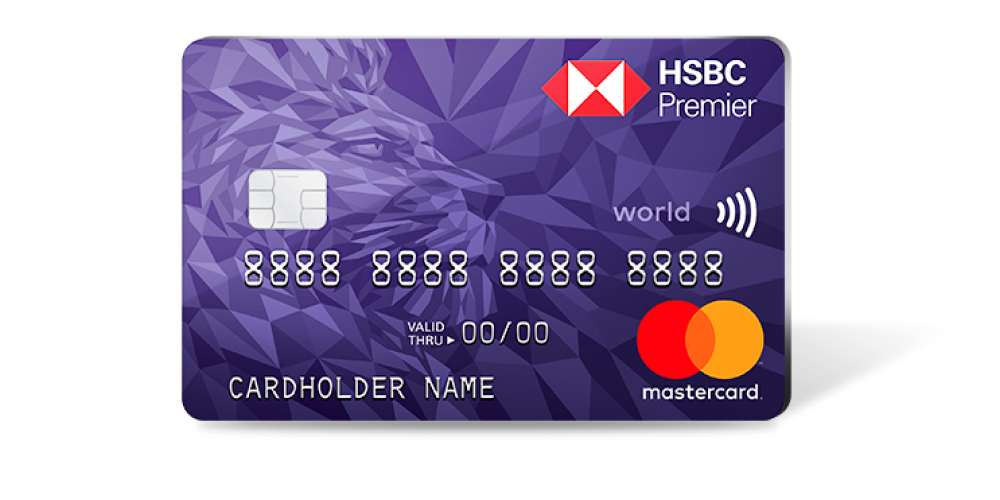 HSBC
Premier
world
8888 8888 8888 8888
VALID
THRU
00/00
CARDHOLDER NAME
mastercard.